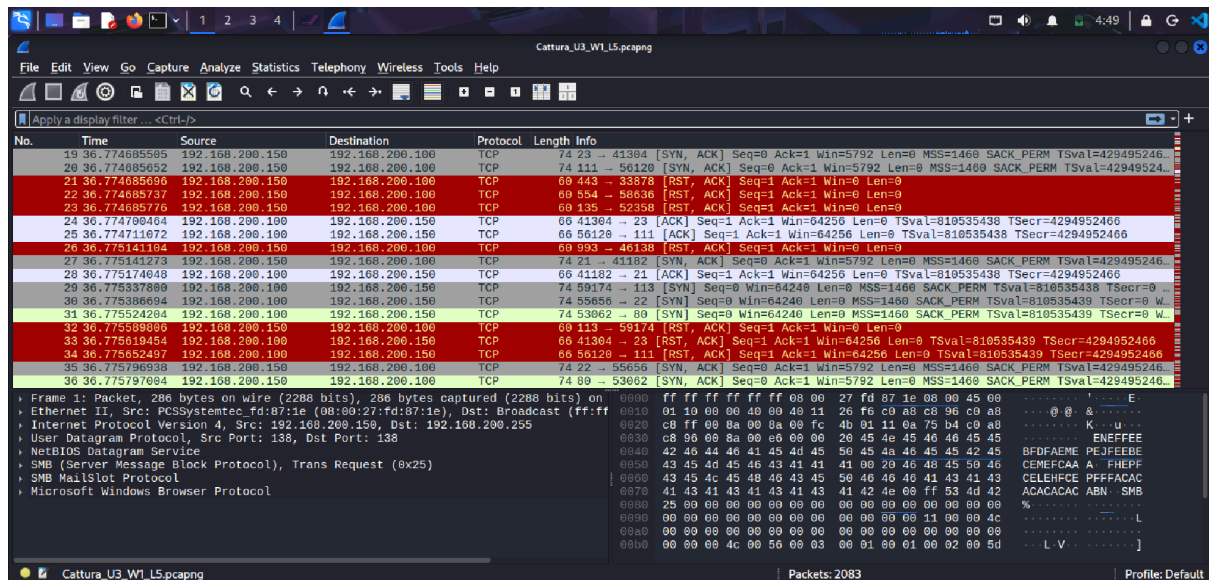 1 2 3 4 4:49
Cattura_U3_W1_L5.pcapng
File Edit View Go Capture Analyze Statistics Telephony Wireless Tools Help
Apply a display filter … <Ctrl-/>
No. Time Source Destination Protocol Length Info
19 36.774685505 192.168.200.150 192.168.200.100 TCP 74 23 → 41304 [SYN, ACK] Seq=0 Ack=1 Win=5792 Len=0 MSS=1460 SACK_PERM TSval=429495246…
20 36.774685652 192.168.200.150 192.168.200.100 TCP 74 111 → 56120 [SYN, ACK] Seq=0 Ack=1 Win=5792 Len=0 MSS=1460 SACK_PERM TSval=42949524…
21 36.774685696 192.168.200.150 192.168.200.100 TCP 60 443 → 33878 [RST, ACK] Seq=1 Ack=1 Win=0 Len=0
22 36.774685737 192.168.200.150 192.168.200.100 TCP 60 554 → 58636 [RST, ACK] Seq=1 Ack=1 Win=0 Len=0
23 36.774685776 192.168.200.150 192.168.200.100 TCP 60 135 → 52358 [RST, ACK] Seq=1 Ack=1 Win=0 Len=0
24 36.774700464 192.168.200.100 192.168.200.150 TCP 66 41304 → 23 [ACK] Seq=1 Ack=1 Win=64256 Len=0 TSval=810535438 TSecr=4294952466
25 36.774711072 192.168.200.100 192.168.200.150 TCP 66 56120 → 111 [ACK] Seq=1 Ack=1 Win=64256 Len=0 TSval=810535438 TSecr=4294952466
26 36.775141104 192.168.200.150 192.168.200.100 TCP 60 993 → 46138 [RST, ACK] Seq=1 Ack=1 Win=0 Len=0
27 36.775141273 192.168.200.150 192.168.200.100 TCP 74 21 → 41182 [SYN, ACK] Seq=0 Ack=1 Win=5792 Len=0 MSS=1460 SACK_PERM TSval=429495246…
28 36.775174048 192.168.200.100 192.168.200.150 TCP 66 41182 → 21 [ACK] Seq=1 Ack=1 Win=64256 Len=0 TSval=810535438 TSecr=4294952466
29 36.775337800 192.168.200.100 192.168.200.150 TCP 74 59174 → 113 [SYN] Seq=0 Win=64240 Len=0 MSS=1460 SACK_PERM TSval=810535438 TSecr=0 …
30 36.775386694 192.168.200.100 192.168.200.150 TCP 74 55656 → 22 [SYN] Seq=0 Win=64240 Len=0 MSS=1460 SACK_PERM TSval=810535439 TSecr=0 W…
31 36.775524204 192.168.200.100 192.168.200.150 TCP 74 53062 → 80 [SYN] Seq=0 Win=64240 Len=0 MSS=1460 SACK_PERM TSval=810535439 TSecr=0 W…
32 36.775589806 192.168.200.150 192.168.200.100 TCP 60 113 → 59174 [RST, ACK] Seq=1 Ack=1 Win=0 Len=0
33 36.775619454 192.168.200.100 192.168.200.150 TCP 66 41304 → 23 [RST, ACK] Seq=1 Ack=1 Win=64256 Len=0 TSval=810535439 TSecr=4294952466
34 36.775652497 192.168.200.100 192.168.200.150 TCP 66 56120 → 111 [RST, ACK] Seq=1 Ack=1 Win=64256 Len=0 TSval=810535439 TSecr=4294952466
35 36.775796938 192.168.200.150 192.168.200.100 TCP 74 22 → 55656 [SYN, ACK] Seq=0 Ack=1 Win=5792 Len=0 MSS=1460 SACK_PERM TSval=429495246…
36 36.775797004 192.168.200.150 192.168.200.100 TCP 74 80 → 53062 [SYN, ACK] Seq=0 Ack=1 Win=5792 Len=0 MSS=1460 SACK_PERM TSval=429495246…
Frame 1: Packet, 286 bytes on wire (2288 bits), 286 bytes captured (2288 bits) on
Ethernet II, Src: PCSSystemtec_fd:87:1e (08:00:27:fd:87:1e), Dst: Broadcast (ff:ff
Internet Protocol Version 4, Src: 192.168.200.150, Dst: 192.168.200.255
User Datagram Protocol, Src Port: 138, Dst Port: 138
NetBIOS Datagram Service
SMB (Server Message Block Protocol), Trans Request (0x25)
SMB MailSlot Protocol
Microsoft Windows Browser Protocol
0000 ff ff ff ff ff ff 08 00 27 fd 87 1e 08 00 45 00 ········ '·····E·
0010 01 10 00 00 40 00 40 11 26 f6 c0 a8 c8 96 c0 a8 ····@·@· &·······
0020 c8 ff 00 8a 00 8a 00 fc 4b 01 11 0a 75 b4 c0 a8 ········ K···u···
0030 c8 96 00 8a 00 e6 00 00 20 45 4e 45 46 46 45 45 ········ ENEFFEE
0040 42 46 44 46 41 45 4d 45 50 45 4a 46 45 45 42 45 BFDFAEME PEJFEEBE
0050 43 45 4d 45 46 43 41 41 41 00 20 46 48 45 50 46 CEMEFCAA A· FHEPF
0060 43 45 4c 45 48 46 43 45 50 46 46 46 41 43 41 43 CELEHFCE PFFFACAC
0070 41 43 41 43 41 43 41 43 41 42 4e 00 ff 53 4d 42 ACACACAC ABN··SMB
0080 25 00 00 00 00 00 00 00 00 00 00 00 00 00 00 00 %······· ········
0090 00 00 00 00 00 00 00 00 00 00 00 00 11 00 00 4c ········ ·······L
00a0 00 00 00 00 00 00 00 00 00 00 00 00 00 00 00 00 ········ ········
00b0 00 00 00 4c 00 56 00 03 00 01 00 01 00 02 00 5d ···L·V·· ·······]
Cattura_U3_W1_L5.pcapng Packets: 2083 Profile: Default